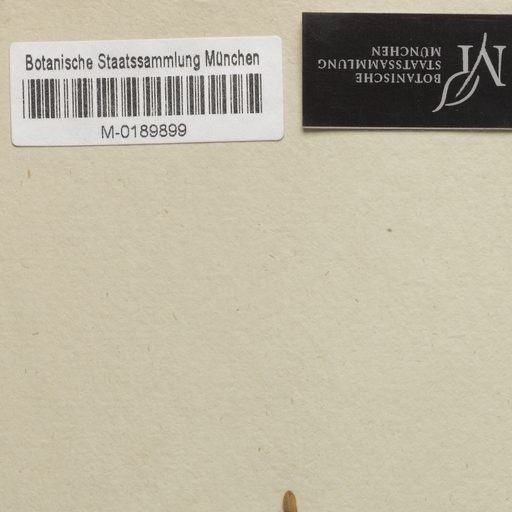 Botanische Staatssammlung München
M-0189899
BOTANISCHE
STAATSSAMMLUNG
MÜNCHEN
M